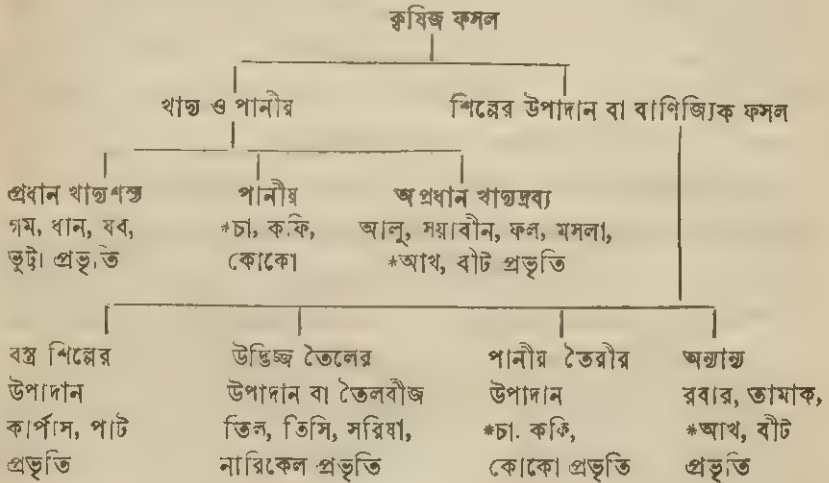 কৃষিজ ফসল
খাদ্য ও পানীয় শিল্পের উপাদান বা বাণিজ্যিক ফসল
প্রধান খাদ্যশস্য পানীয় অপ্রধান খাদ্যদ্রব্য
গম, ধান, যব, *চা, কফি, আলু, সয়াবীন, ফল, মসলা,
ভুট্টা প্রভৃতি কোকো *আখ, বীট প্রভৃতি
বস্ত্র শিল্পের উদ্ভিজ্জ তৈলের পানীয় তৈরীর অন্যান্য
উপাদান উপাদান বা তৈলবীজ উপাদান রবার, তামাক,
কার্পাস, পাট তিল, তিসি, সরিষা, *চা. কফি, *আখ, বীট
প্রভৃতি নারিকেল প্রভৃতি কোকো প্রভৃতি প্রভৃতি